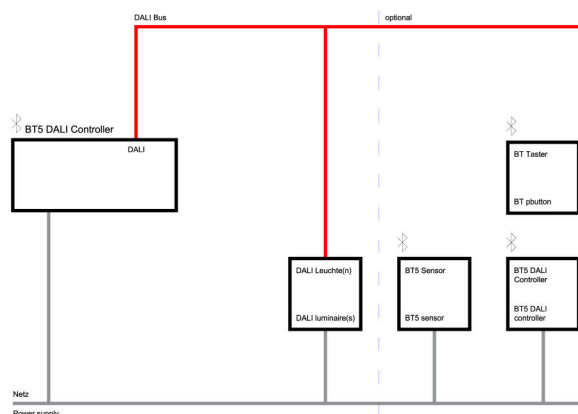 DALI Bus
optional
BT5 DALI Controller
DALI
BT Taster
BT pbutton
DALI Leuchte(n)
DALI luminaire(s)
BT5 Sensor
BT5 sensor
BT5 DALI
Controller
BT5 DALI
controller
Netz
Power supply